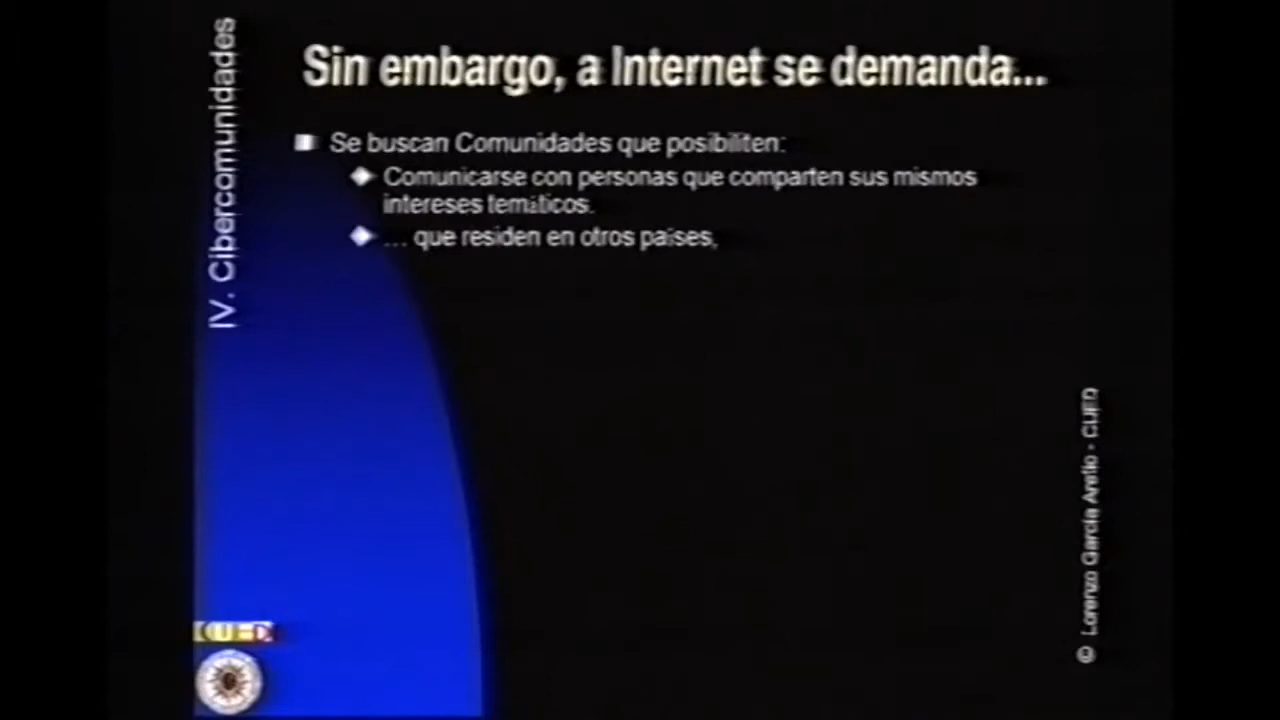 IV. Cibercomunidades
Sin embargo, a Internet se demanda...
Se buscan Comunidades que posibiliten:
Comunicarse con personas que comparten sus mismos
intereses temáticos.
... que residen en otros países,
© Lorenzo García Aretio - CUED
CUED